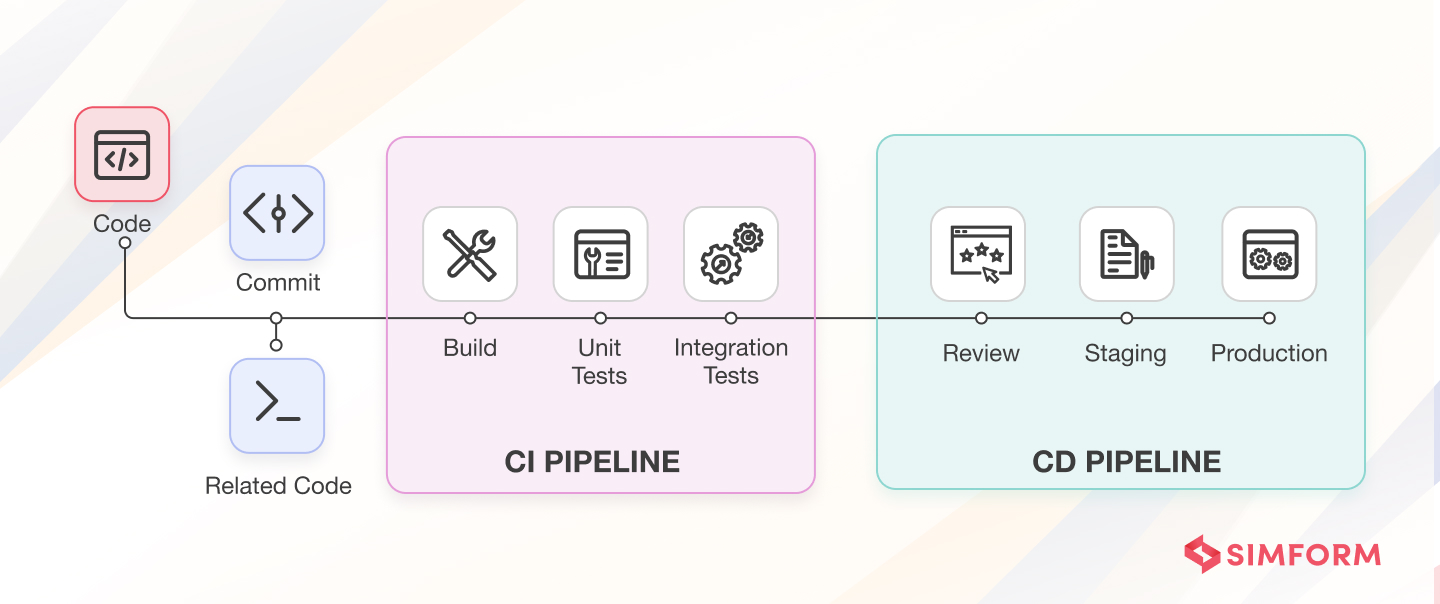 Code
Commit
Related Code
Build
Unit
Tests
Integration
Tests
CI PIPELINE
Review
Staging
Production
CD PIPELINE
SIMFORM